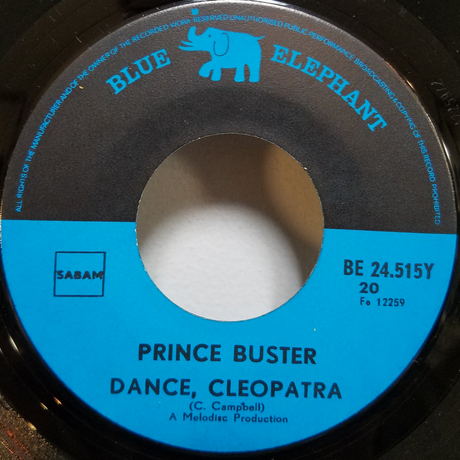 ALL RIGHTS OF THE MANUFACTURER AND OF THE OWNER OF THE RECORDED WORK RESERVED UNAUTHORISED PUBLIC PERFORMANCE BROADCASTING & COPYING OF THIS RECORD PROHIBITED
BLUE ELEPHANT
SABAM
BE 24.515Y
20
Fo 12259
PRINCE BUSTER
DANCE, CLEOPATRA
(C. Campbell)
A Melodisc Production